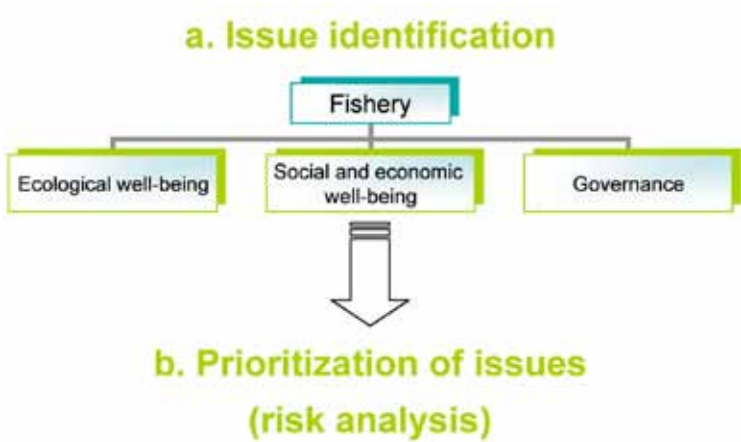 a. Issue identification
Fishery
Ecological well-being
Social and economic
well-being
Governance
b. Prioritization of issues
(risk analysis)